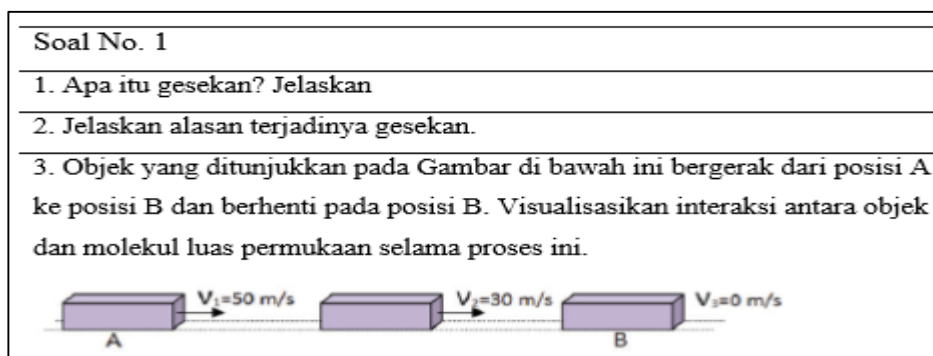 Soal No. 1
1. Apa itu gesekan? Jelaskan
2. Jelaskan alasan terjadinya gesekan.
3. Objek yang ditunjukkan pada Gambar di bawah ini bergerak dari posisi A
ke posisi B dan berhenti pada posisi B. Visualisasikan interaksi antara objek
dan molekul luas permukaan selama proses ini.
V₁=50 m/s V₂=30 m/s V₃=0 m/s
A B